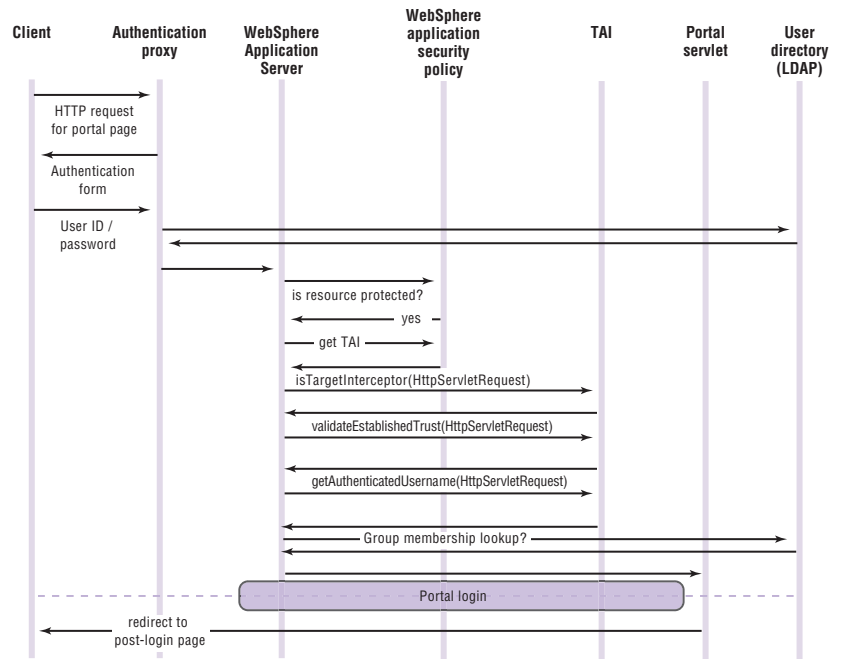 Client
Authentication
proxy
WebSphere
Application
Server
WebSphere
application
security
policy
TAI
Portal
servlet
User
directory
(LDAP)
HTTP request
for portal page
Authentication
form
User ID /
password
is resource protected?
yes
get TAI
isTargetInterceptor(HttpServletRequest)
validateEstablishedTrust(HttpServletRequest)
getAuthenticatedUsername(HttpServletRequest)
Group membership lookup?
Portal login
redirect to
post-login page